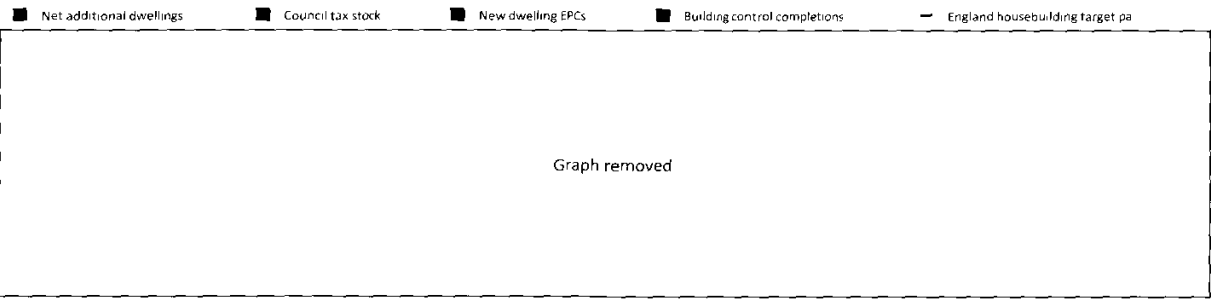 Net additional dwellings Council tax stock New dwelling EPCs Building control completions England housebuilding target pa
Graph removed